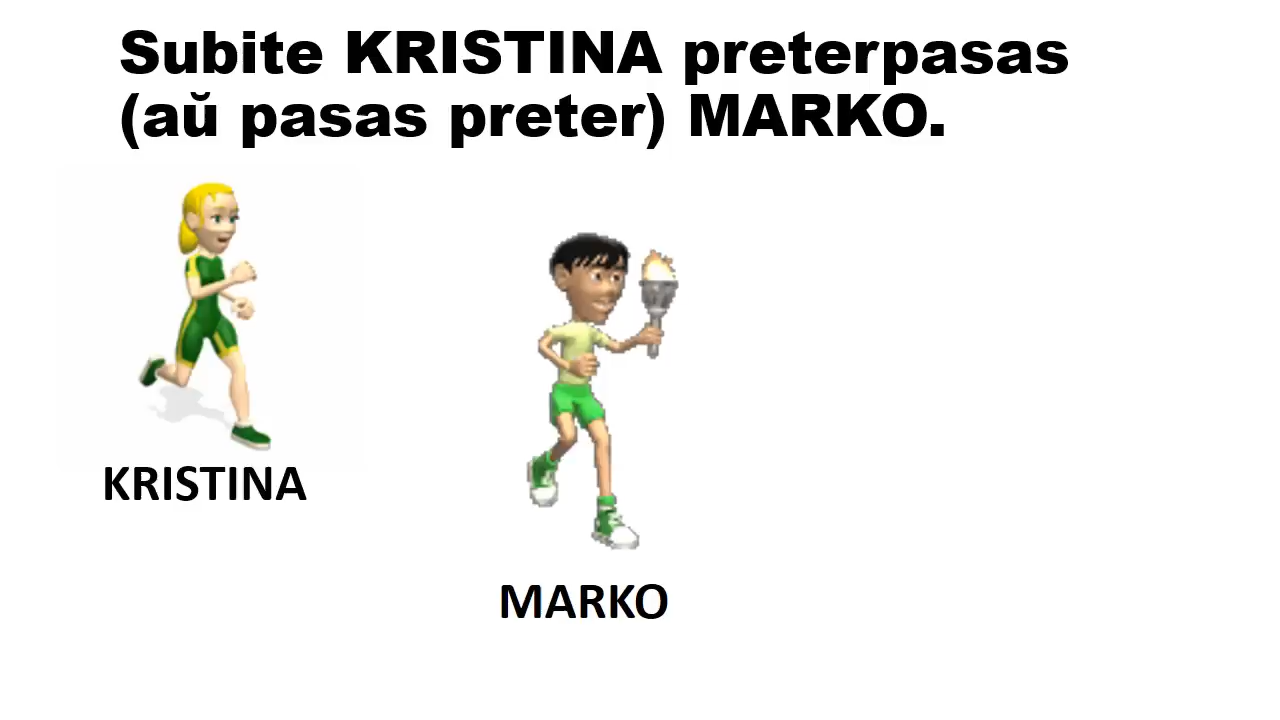 Subite KRISTINA preterpasas
(aŭ pasas preter) MARKO.
KRISTINA
MARKO